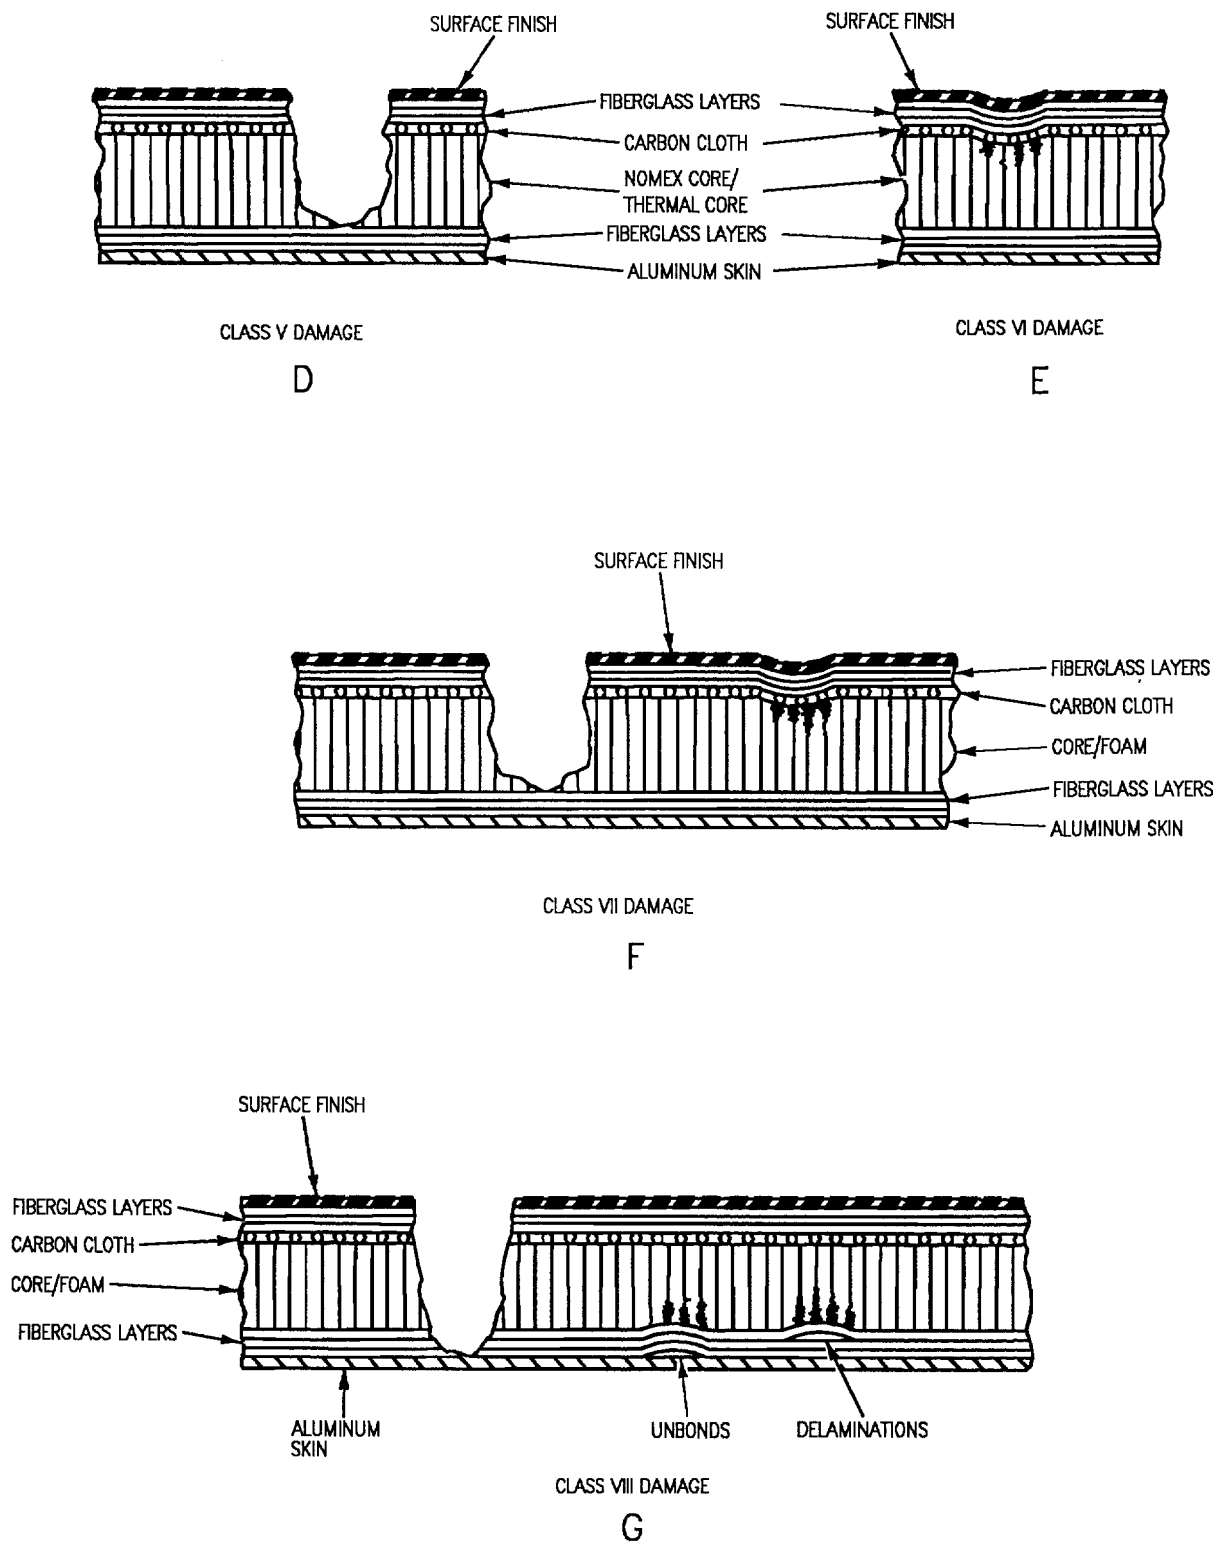 SURFACE FINISH
SURFACE FINISH
FIBERGLASS LAYERS
CARBON CLOTH
NOMEX CORE/
THERMAL CORE
FIBERGLASS LAYERS
ALUMINUM SKIN
CLASS V DAMAGE
CLASS VI DAMAGE
D
E
SURFACE FINISH
FIBERGLASS LAYERS
CARBON CLOTH
CORE/FOAM
FIBERGLASS LAYERS
ALUMINUM SKIN
CLASS VII DAMAGE
F
SURFACE FINISH
FIBERGLASS LAYERS
CARBON CLOTH
CORE/FOAM
FIBERGLASS LAYERS
ALUMINUM
SKIN
UNBONDS
DELAMINATIONS
CLASS VIII DAMAGE
G